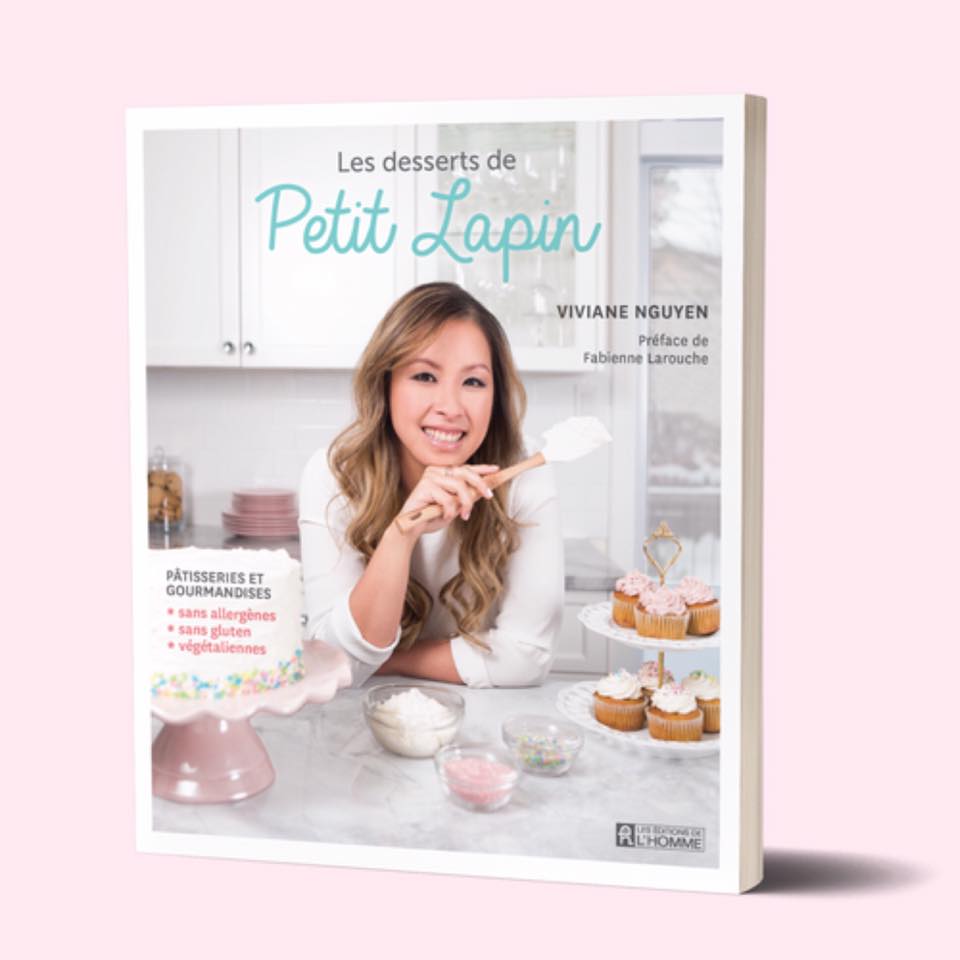 Les desserts de
Petit Lapin
VIVIANE NGUYEN
Préface de
Fabienne Larouche
PÂTISSERIES ET
GOURMANDISES
* sans allergènes
* sans gluten
* végétaliennes
LES ÉDITIONS DE
L'HOMME